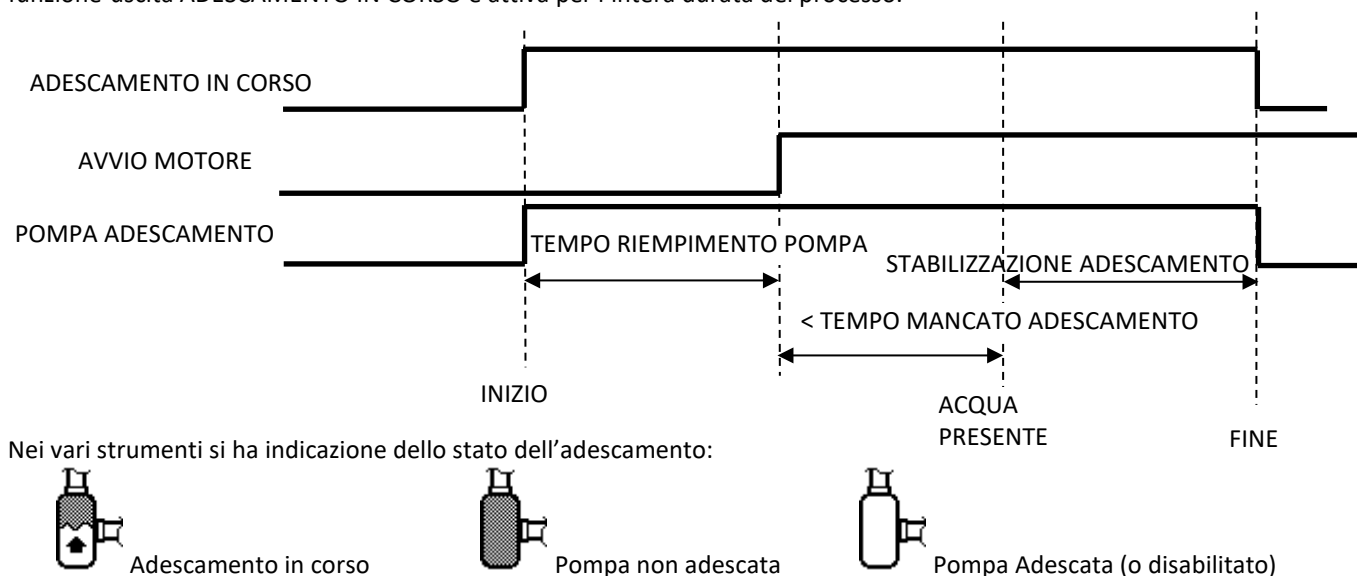 funzione uscita ADESCAMENTO IN CORSO è attiva per l'intera durata del processo.
ADESCAMENTO IN CORSO
AVVIO MOTORE
POMPA ADESCAMENTO
TEMPO RIEMPIMENTO POMPA
STABILIZZAZIONE ADESCAMENTO
< TEMPO MANCATO ADESCAMENTO
INIZIO
ACQUA
PRESENTE
FINE
Nei vari strumenti si ha indicazione dello stato dell'adescamento:
Adescamento in corso
Pompa non adescata
Pompa Adescata (o disabilitato)